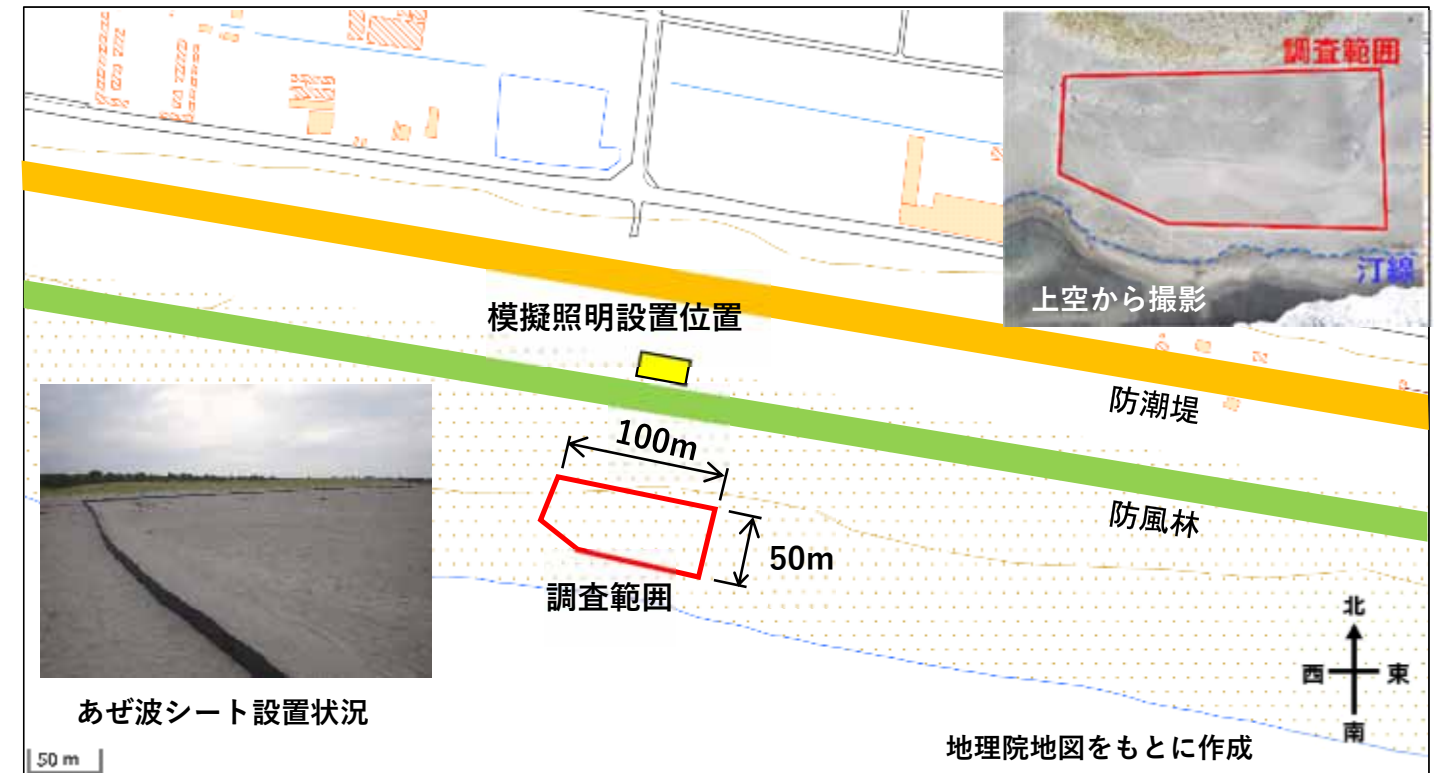 調査範囲
汀線
上空から撮影
模擬照明設置位置
防潮堤
100m
防風林
50m
調査範囲
北
西 東
南
あぜ波シート設置状況
地理院地図をもとに作成
50 m